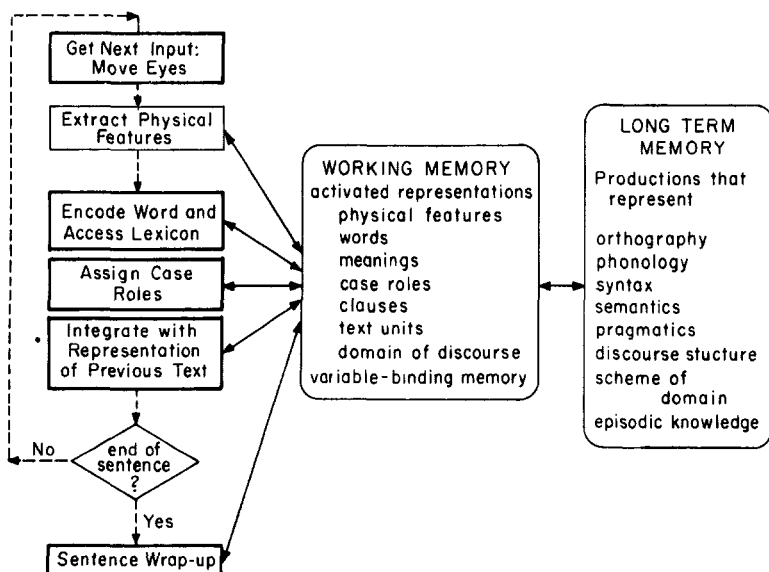 Get Next Input:
Move Eyes
Extract Physical
Features
Encode Word and
Access Lexicon
Assign Case
Roles
Integrate with
Representation
of Previous Text
No
end of
sentence
?
Yes
Sentence Wrap-up
WORKING MEMORY
activated representations
physical features
words
meanings
case roles
clauses
text units
domain of discourse
variable-binding memory
LONG TERM
MEMORY
Productions that
represent
orthography
phonology
syntax
semantics
pragmatics
discourse stucture
scheme of
domain
episodic knowledge